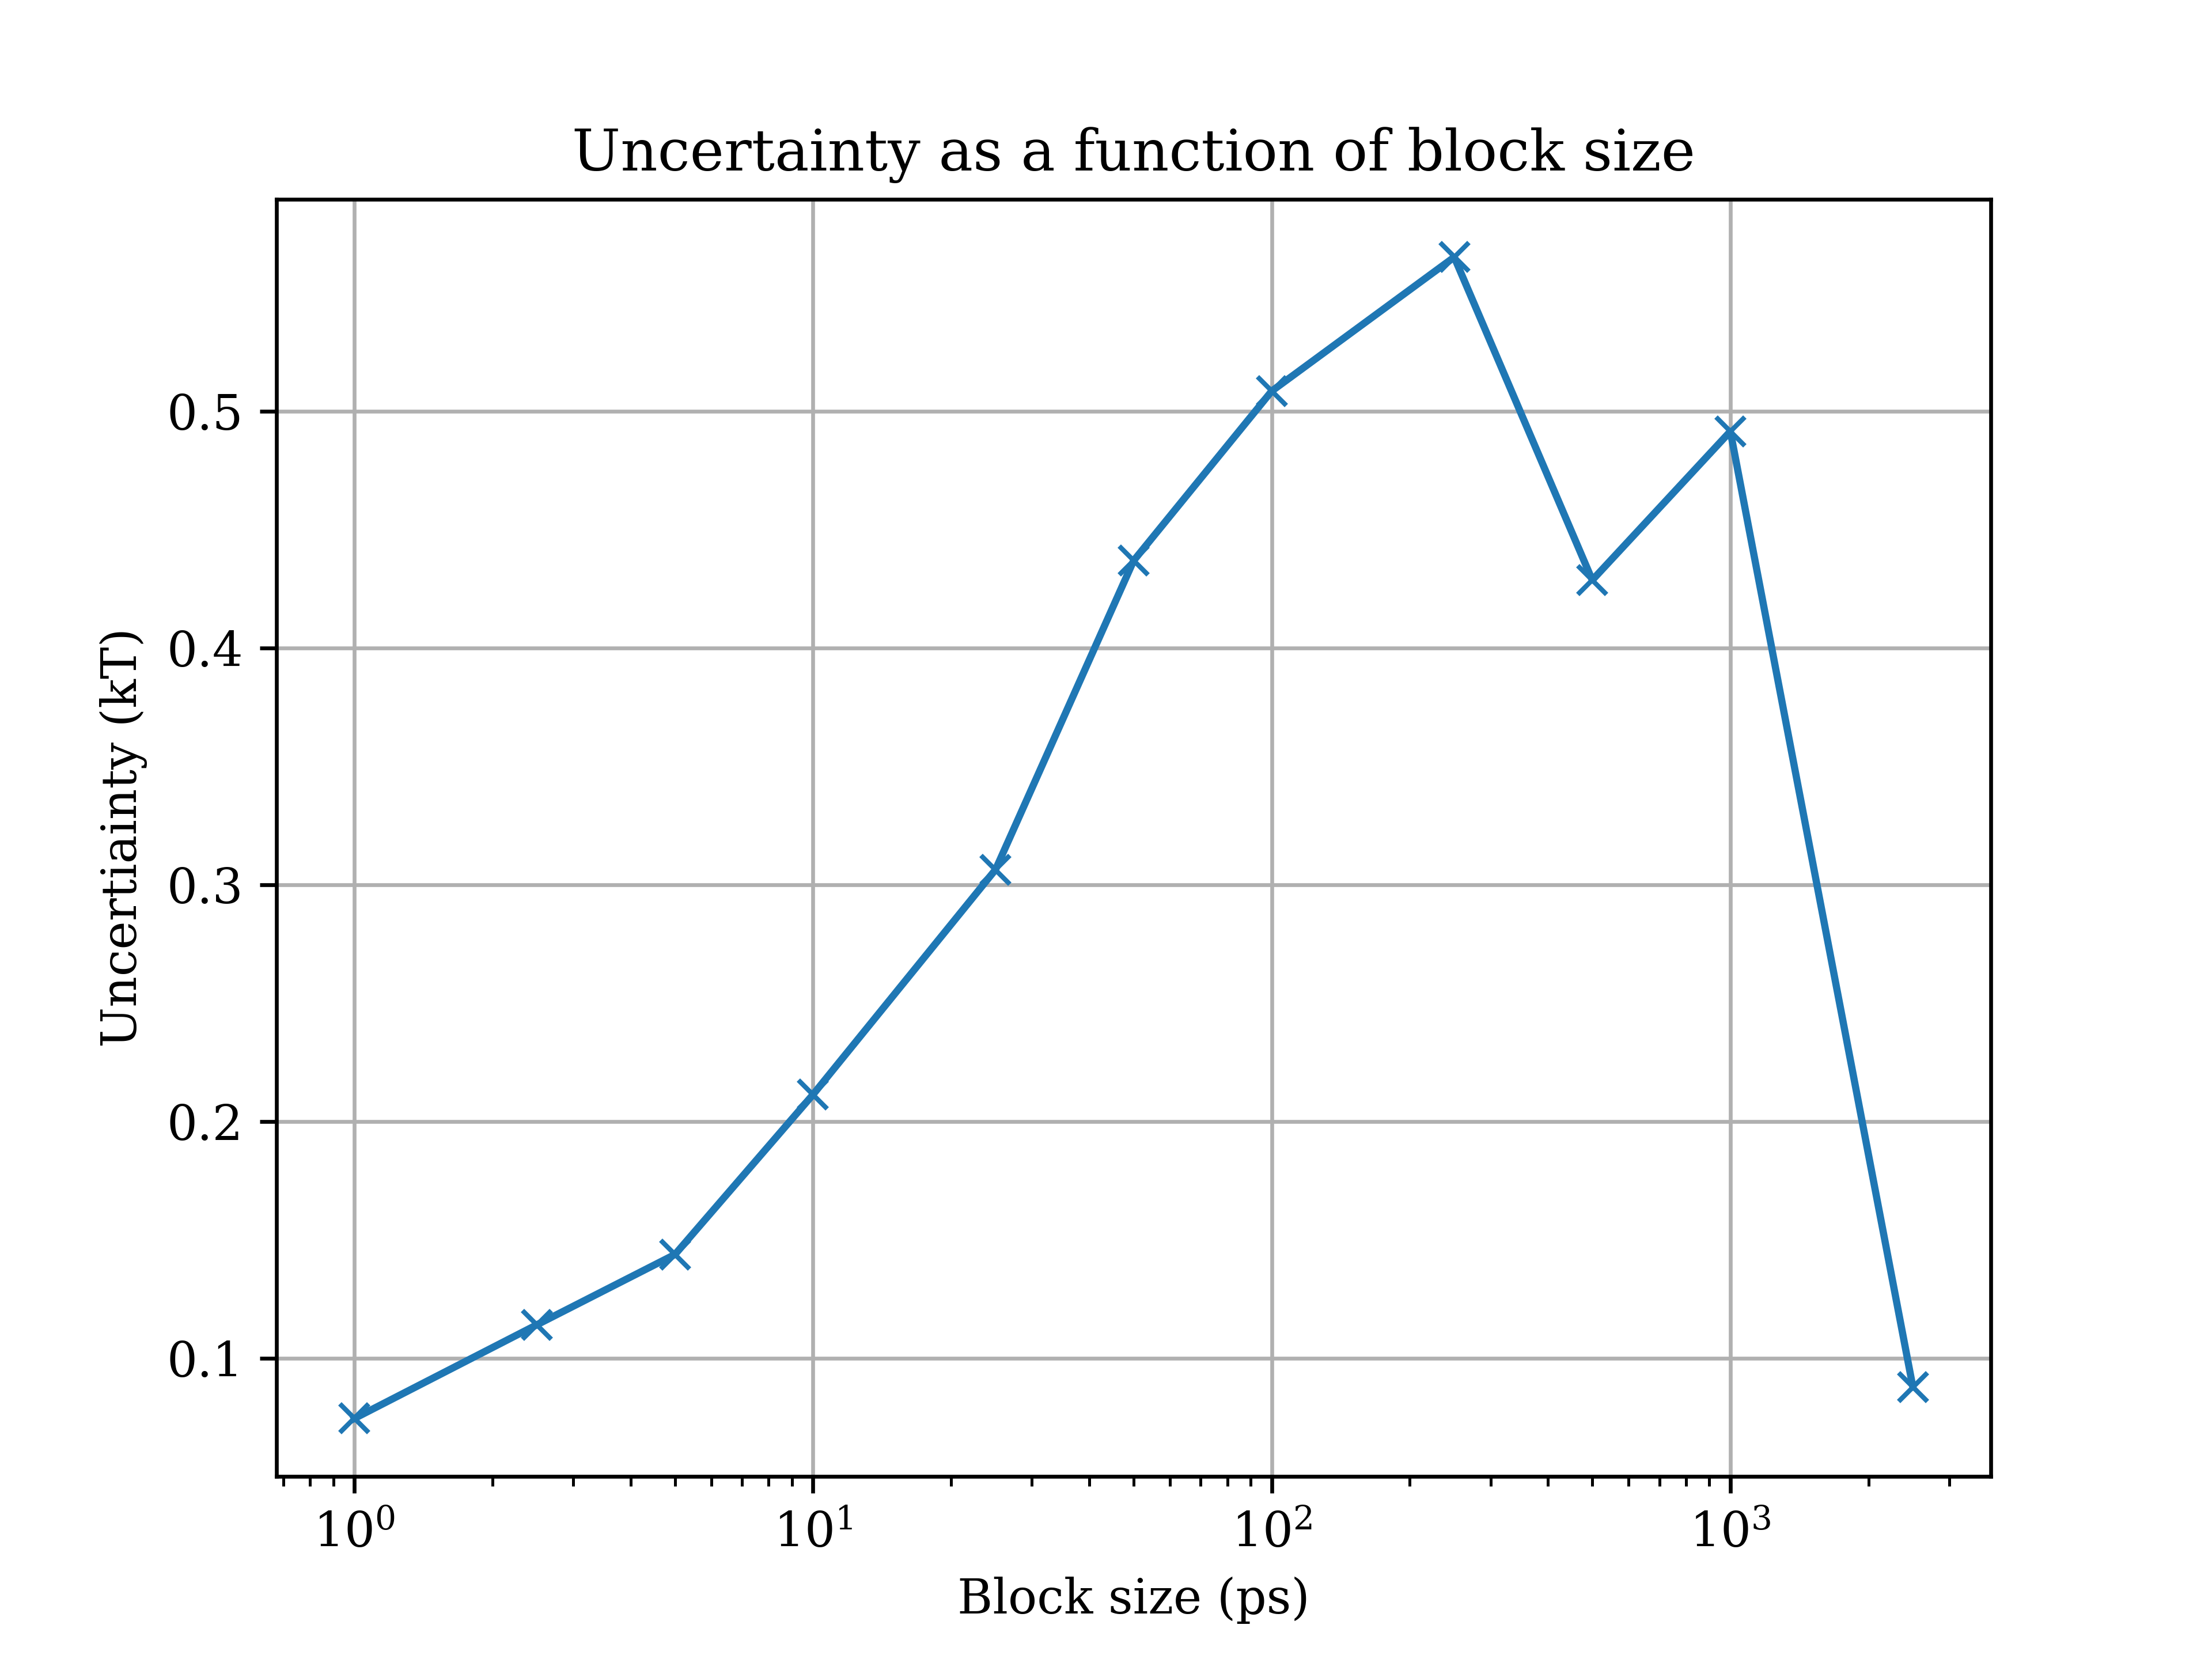 Uncertainty as a function of block size
Uncertiainty (kT)
0.5
0.4
0.3
0.2
0.1
10⁰ 10¹ 10² 10³
Block size (ps)